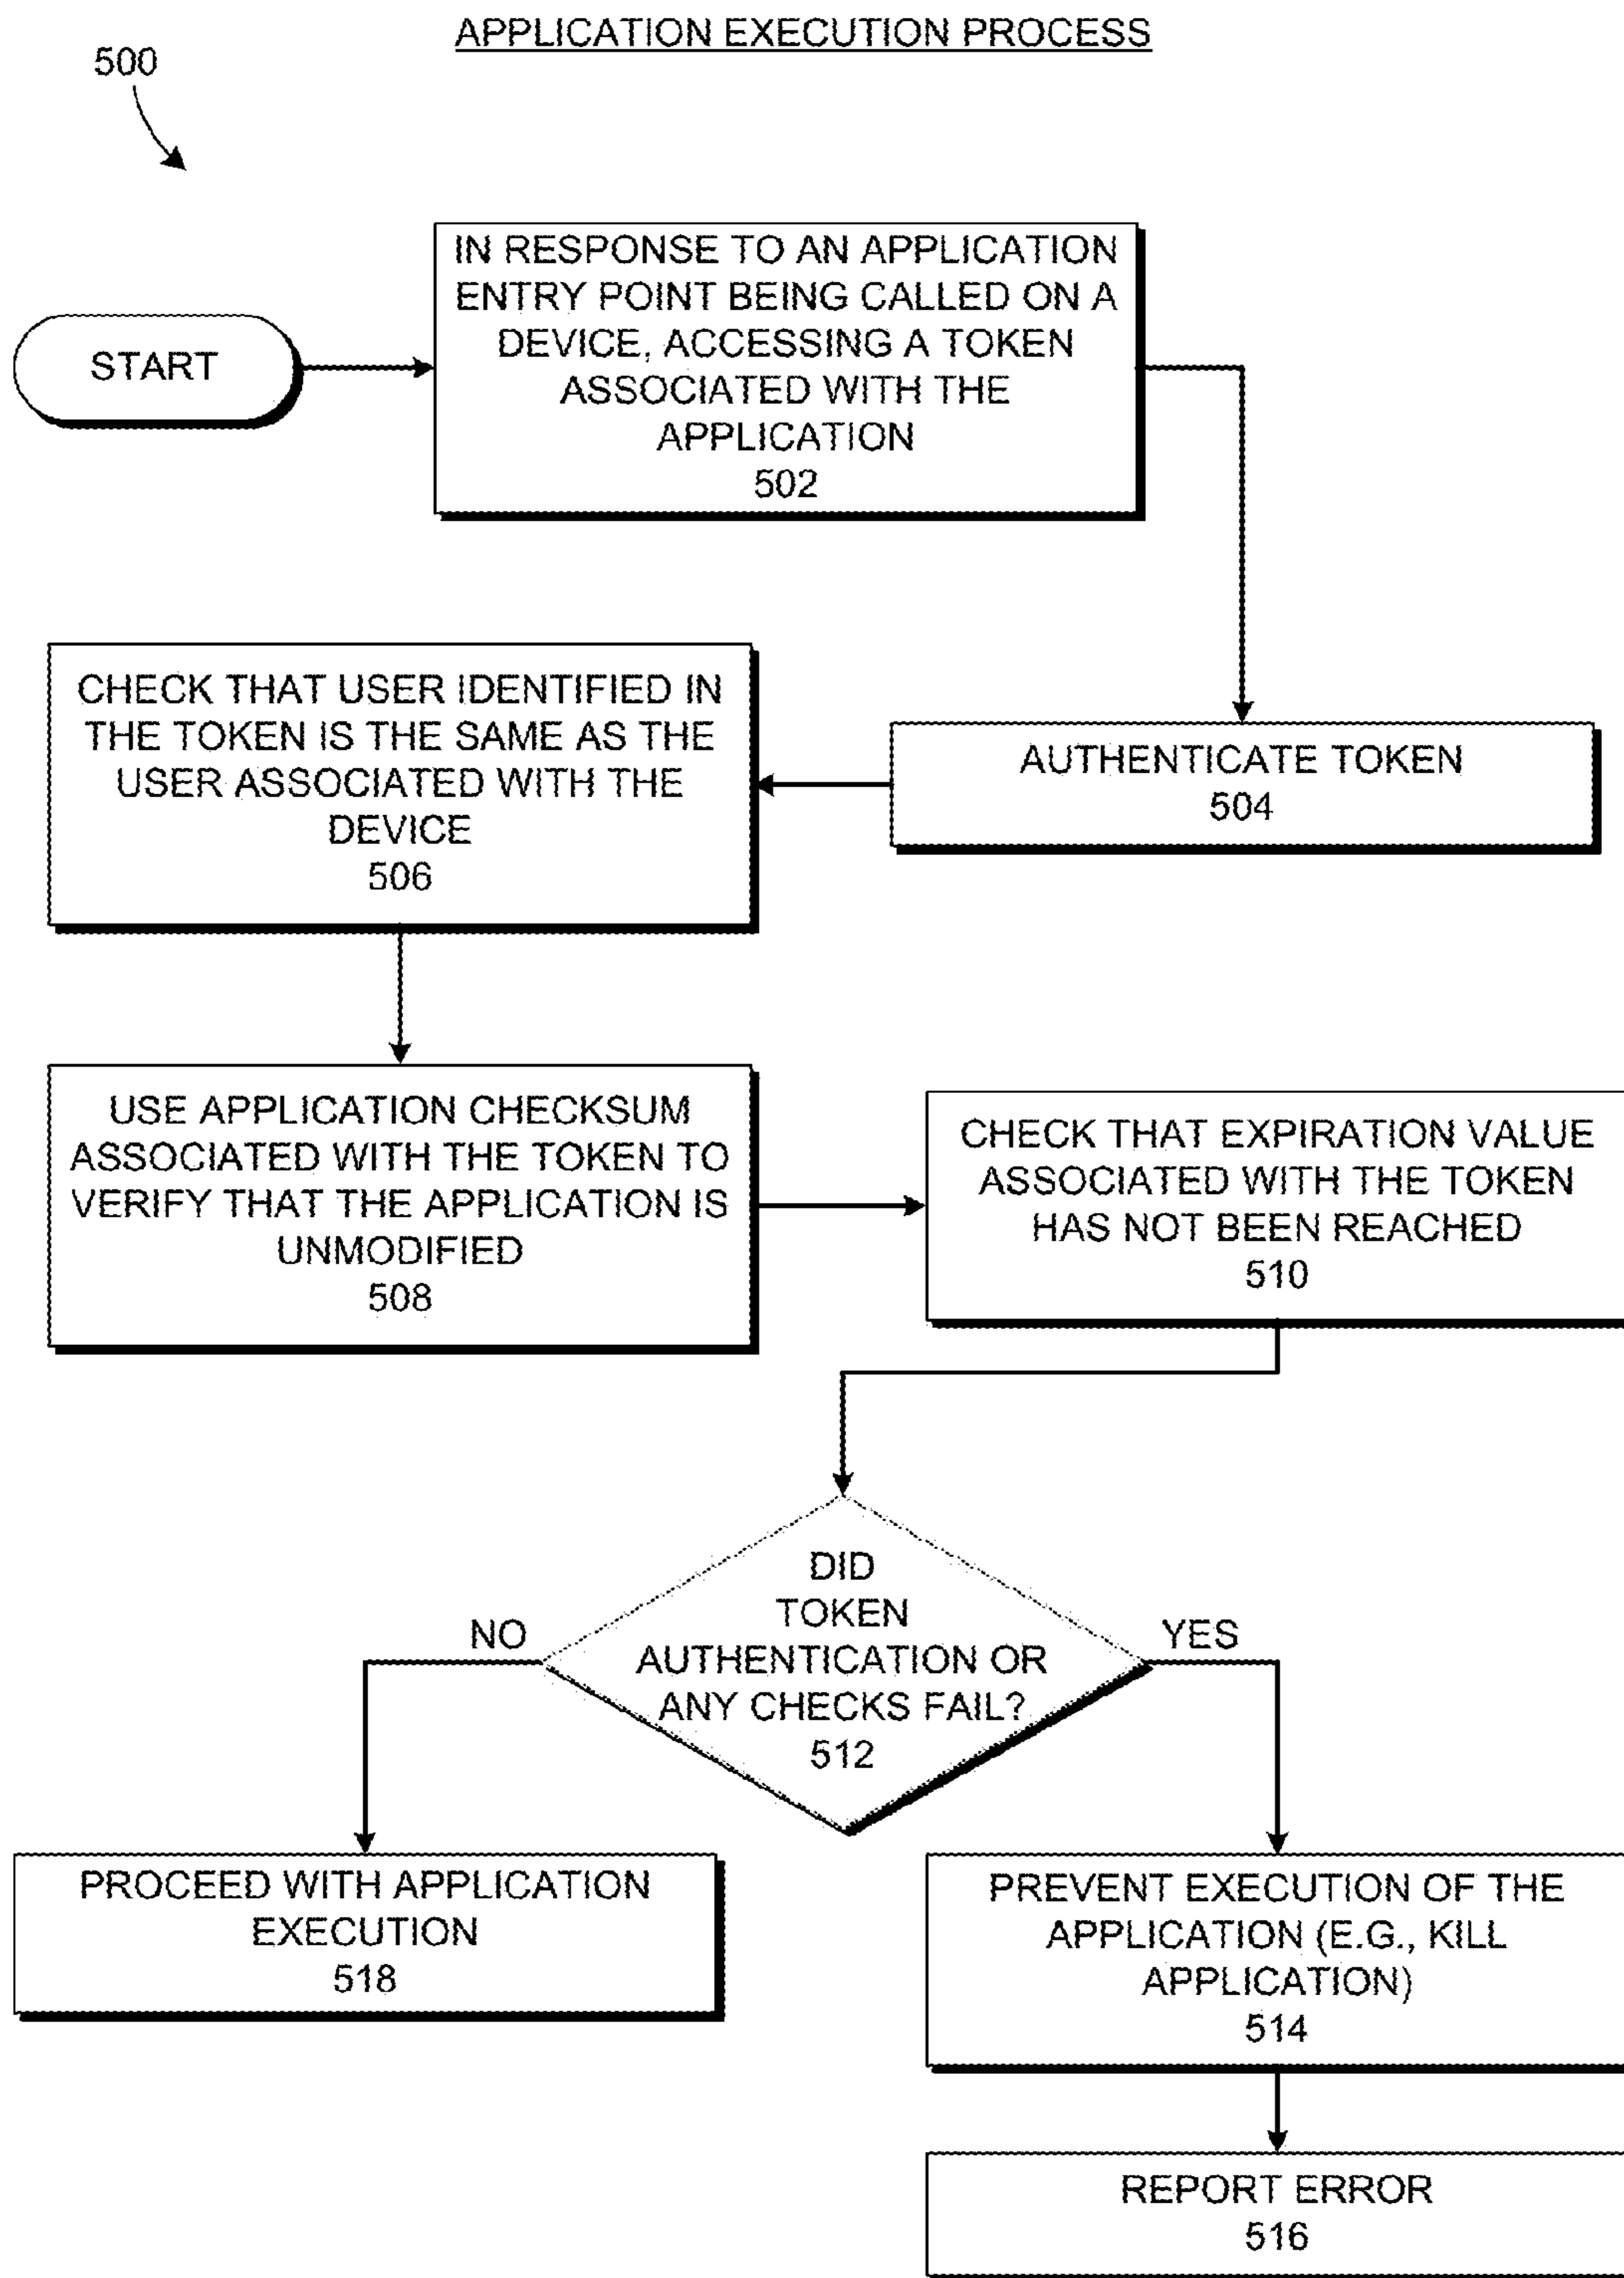 APPLICATION EXECUTION PROCESS
500
START
IN RESPONSE TO AN APPLICATION
ENTRY POINT BEING CALLED ON A
DEVICE, ACCESSING A TOKEN
ASSOCIATED WITH THE
APPLICATION
502
AUTHENTICATE TOKEN
504
CHECK THAT USER IDENTIFIED IN
THE TOKEN IS THE SAME AS THE
USER ASSOCIATED WITH THE
DEVICE
506
USE APPLICATION CHECKSUM
ASSOCIATED WITH THE TOKEN TO
VERIFY THAT THE APPLICATION IS
UNMODIFIED
508
CHECK THAT EXPIRATION VALUE
ASSOCIATED WITH THE TOKEN
HAS NOT BEEN REACHED
510
DID
TOKEN
AUTHENTICATION OR
ANY CHECKS FAIL?
512
NO
YES
PROCEED WITH APPLICATION
EXECUTION
518
PREVENT EXECUTION OF THE
APPLICATION (E.G., KILL
APPLICATION)
514
REPORT ERROR
516